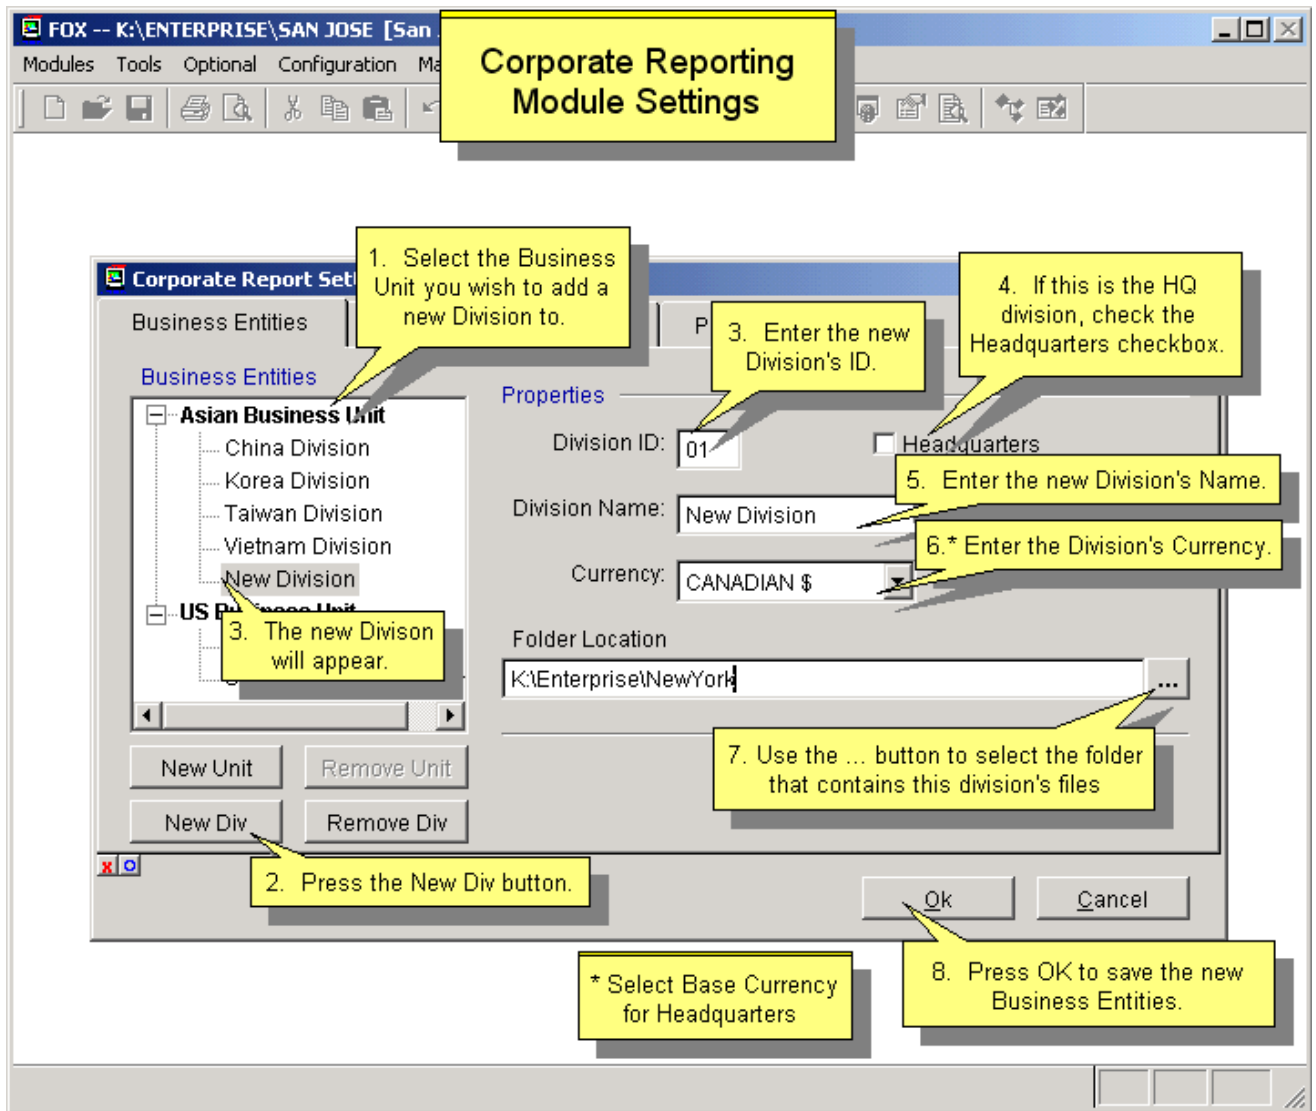 FOX -- K:\ENTERPRISE\SAN JOSE [San
Corporate Reporting
Module Settings
Modules Tools Optional Configuration
1. Select the Business
Unit you wish to add a
new Division to.
Corporate Report
Business Entities
3. Enter the new
Division's ID.
4. If this is the HQ
division, check the
Headquarters checkbox.
Business Entities
Asian Business Unit
China Division
Korea Division
Taiwan Division
Vietnam Division
New Division
US Business Unit
3. The new Divison
will appear.
Properties
Division ID: 01
Headquarters
5. Enter the new Division's Name.
Division Name: New Division
6.* Enter the Division's Currency.
Currency: CANADIAN $
Folder Location
K:\Enterprise\NewYork
...
7. Use the ... button to select the folder
that contains this division's files
New Unit Remove Unit
New Div Remove Div
2. Press the New Div button.
Ok Cancel
8. Press OK to save the new
Business Entities.
* Select Base Currency
for Headquarters